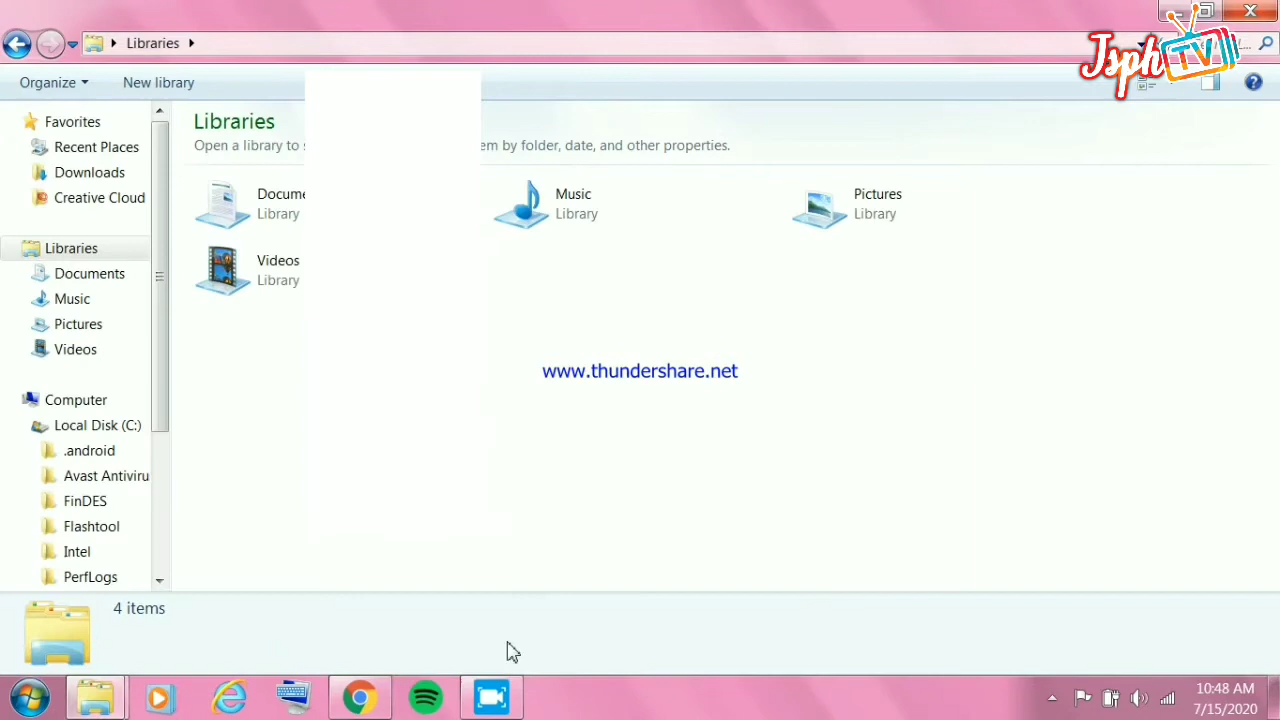 Jsph TV
Libraries
Organize
New library
Favorites
Recent Places
Downloads
Creative Cloud
Libraries
Documents
Music
Pictures
Videos
Computer
Local Disk (C:)
.android
Avast Antiviru
FinDES
Flashtool
Intel
PerfLogs
Libraries
Open a library to em by folder, date, and other properties.
Docume
Library
Music
Library
Pictures
Library
Videos
Library
www.thundershare.net
4 items
10:48 AM
7/15/2020